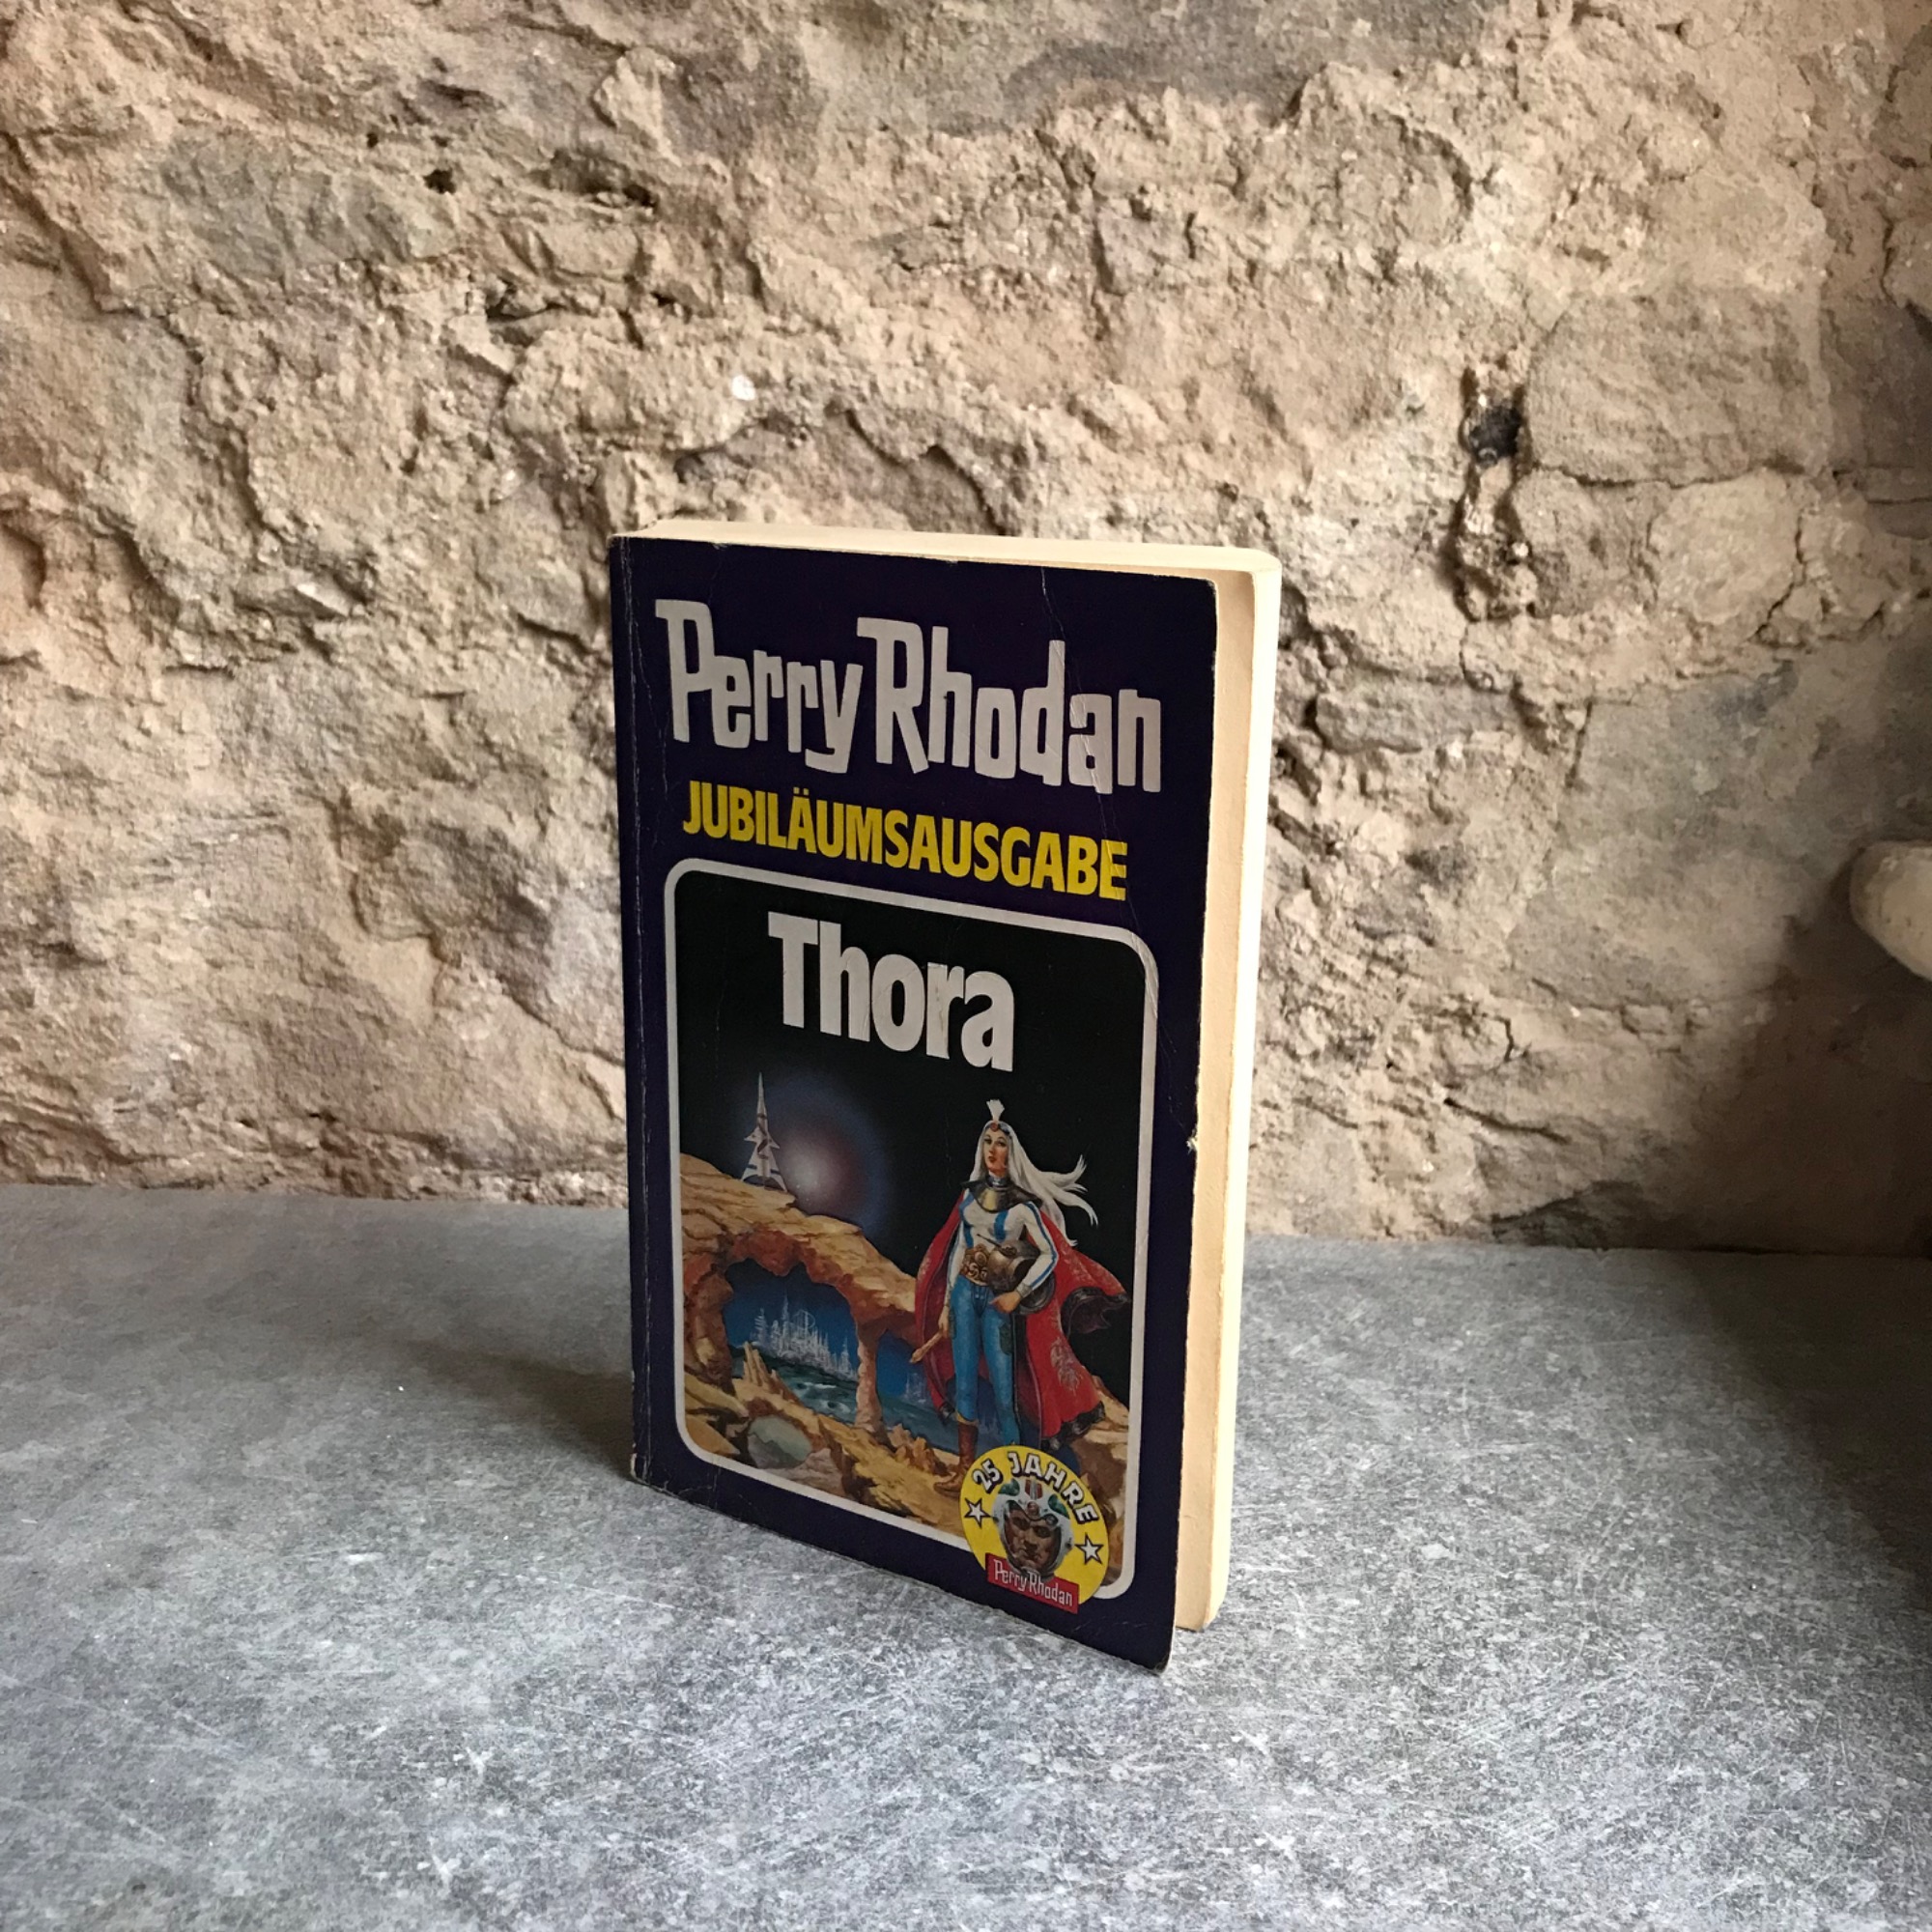 Perry Rhodan
JUBILÄUMSAUSGABE
Thora
25 JAHRE
Perry Rhodan